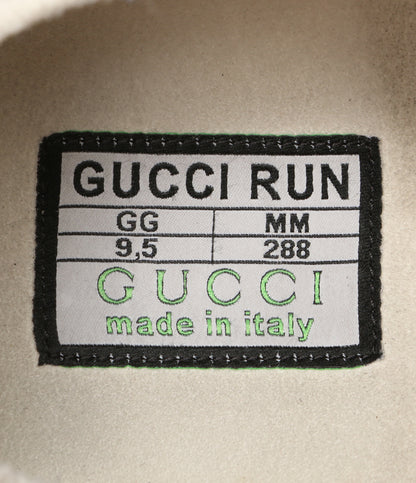 GUCCI RUN
GG MM
9,5 288
GUCCI
made in italy